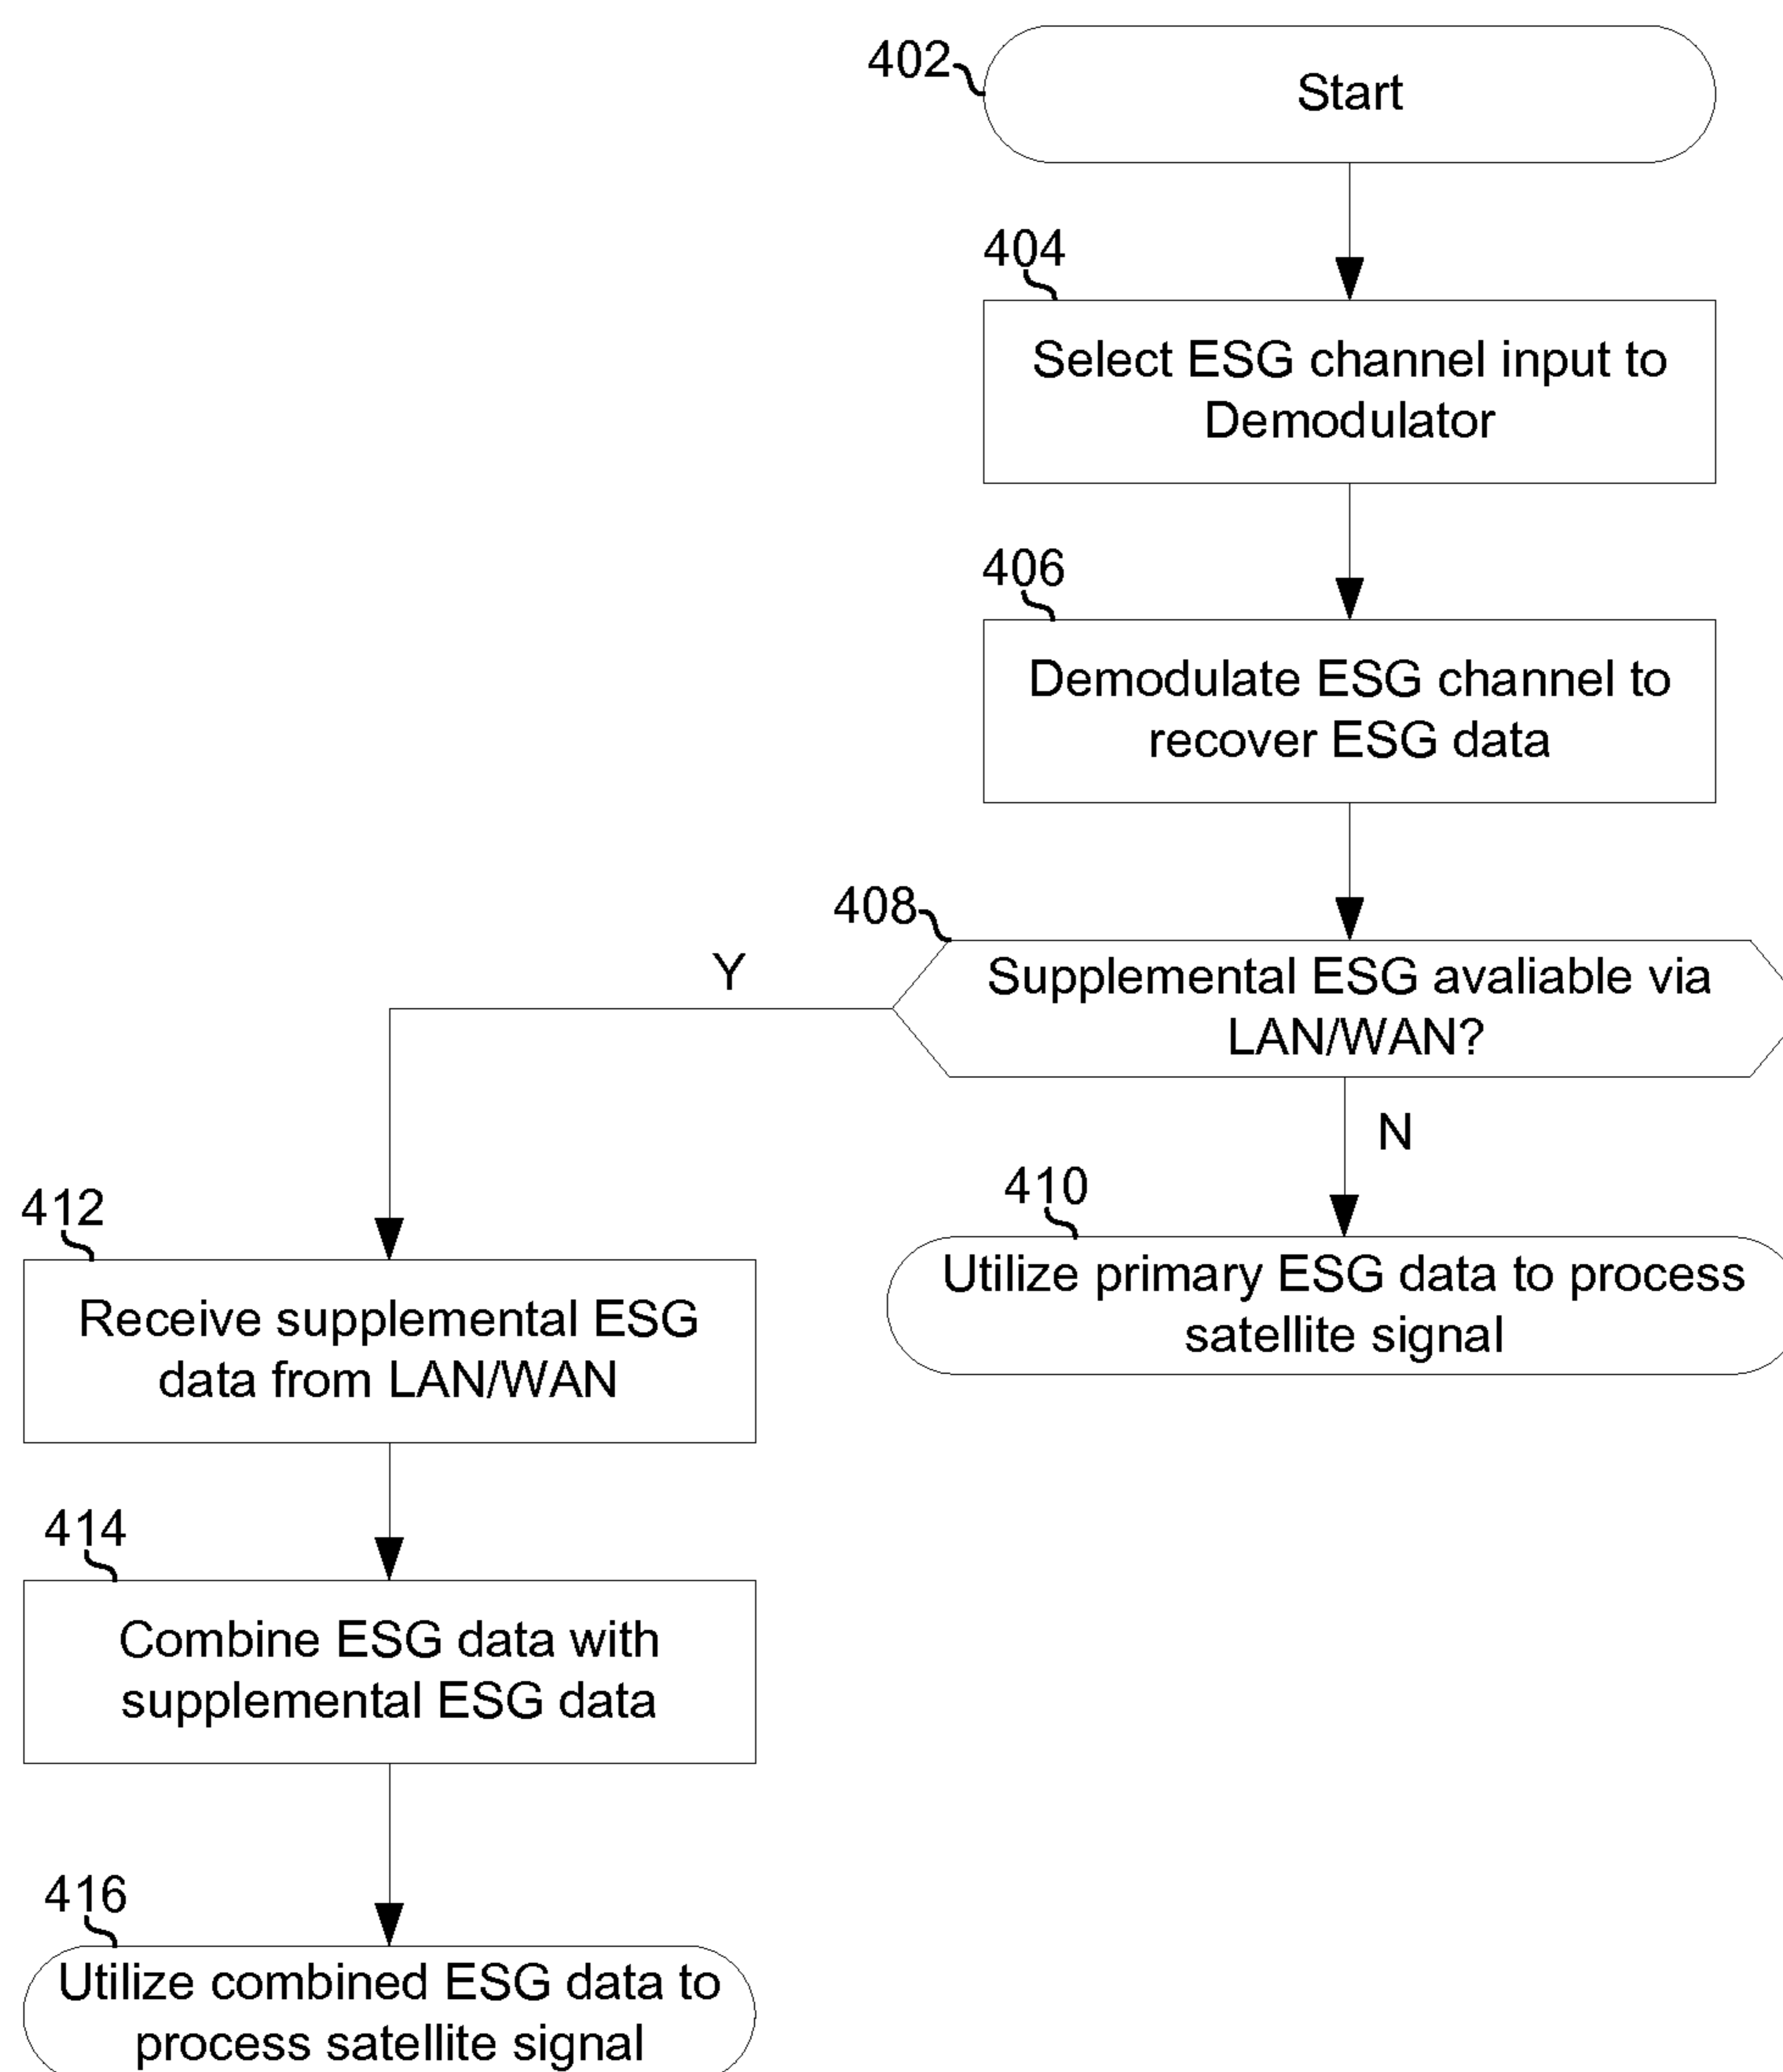 402
Start
404
Select ESG channel input to
Demodulator
406
Demodulate ESG channel to
recover ESG data
408
Supplemental ESG avaliable via
LAN/WAN?
Y
N
410
Utilize primary ESG data to process
satellite signal
412
Receive supplemental ESG
data from LAN/WAN
414
Combine ESG data with
supplemental ESG data
416
Utilize combined ESG data to
process satellite signal